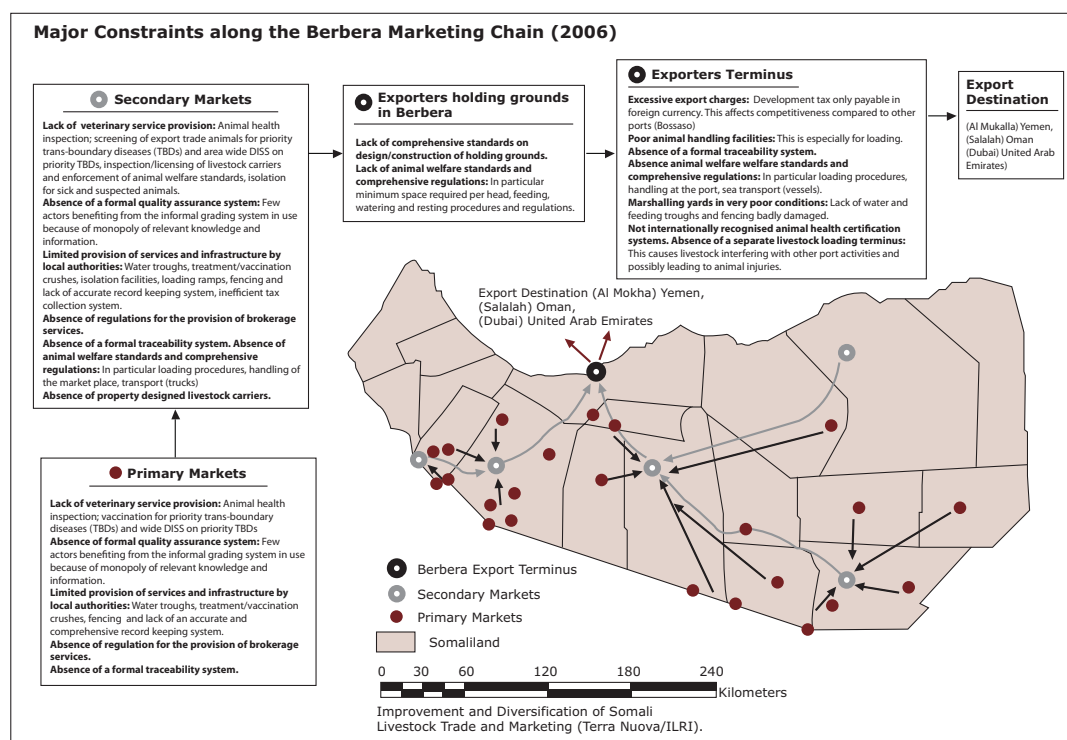 Major Constraints along the Berbera Marketing Chain (2006)
Secondary Markets
Lack of veterinary service provision: Animal health
inspection; screening of export trade animals for priority
trans-boundary diseases (TBDs) and area wide DISS on
priority TBDs, inspection/licensing of livestock carriers
and enforcement of animal welfare standards, isolation
for sick and suspected animals.
Absence of a formal quality assurance system: Few
actors benefiting from the informal grading system in use
because of monopoly of relevant knowledge and
information.
Limited provision of services and infrastructure by
local authorities: Water troughs, treatment/vaccination
crushes, isolation facilities, loading ramps, fencing and
lack of accurate record keeping system, inefficient tax
collection system.
Absence of regulations for the provision of brokerage
services.
Absence of a formal traceability system. Absence of
animal welfare standards and comprehensive
regulations: In particular loading procedures, handling of
the market place, transport (trucks)
Absence of property designed livestock carriers.
Exporters holding grounds
in Berbera
Lack of comprehensive standards on
design/construction of holding grounds.
Lack of animal welfare standards and
comprehensive regulations: In particular
minimum space required per head, feeding,
watering and resting procedures and regulations.
Exporters Terminus
Excessive export charges: Development tax only payable in
foreign currency. This affects competitiveness compared to other
ports (Bossaso)
Poor animal handling facilities: This is especially for loading.
Absence of a formal traceability system.
Absence animal welfare welfare standards and
comprehensive regulations: In particular loading procedures,
handling at the port, sea transport (vessels).
Marshalling yards in very poor conditions: Lack of water and
feeding troughs and fencing badly damaged.
Not internationally recognised animal health certification
systems. Absence of a separate livestock loading terminus:
This causes livestock interfering with other port activities and
possibly leading to animal injuries.
Export
Destination
(Al Mukalla) Yemen,
(Salalah) Oman
(Dubai) United Arab
Emirates)
Export Destination (Al Mokha) Yemen,
(Salalah) Oman,
(Dubai) United Arab Emirates
Primary Markets
Lack of veterinary service provision: Animal health
inspection; vaccination for priority trans-boundary
diseases (TBDs) and wide DISS on priority TBDs
Absence of formal quality assurance system: Few
actors benefiting from the informal grading system in use
because of monopoly of relevant knowledge and
information.
Limited provision of services and infrastructure by
local authorities: Water troughs, treatment/vaccination
crushes, fencing and lack of an accurate and
comprehensive record keeping system.
Absence of regulation for the provision of brokerage
services.
Absence of a formal traceability system.
Berbera Export Terminus
Secondary Markets
Primary Markets
Somaliland
0 30 60 120 180 240
Kilometers
Improvement and Diversification of Somali
Livestock Trade and Marketing (Terra Nuova/ILRI).